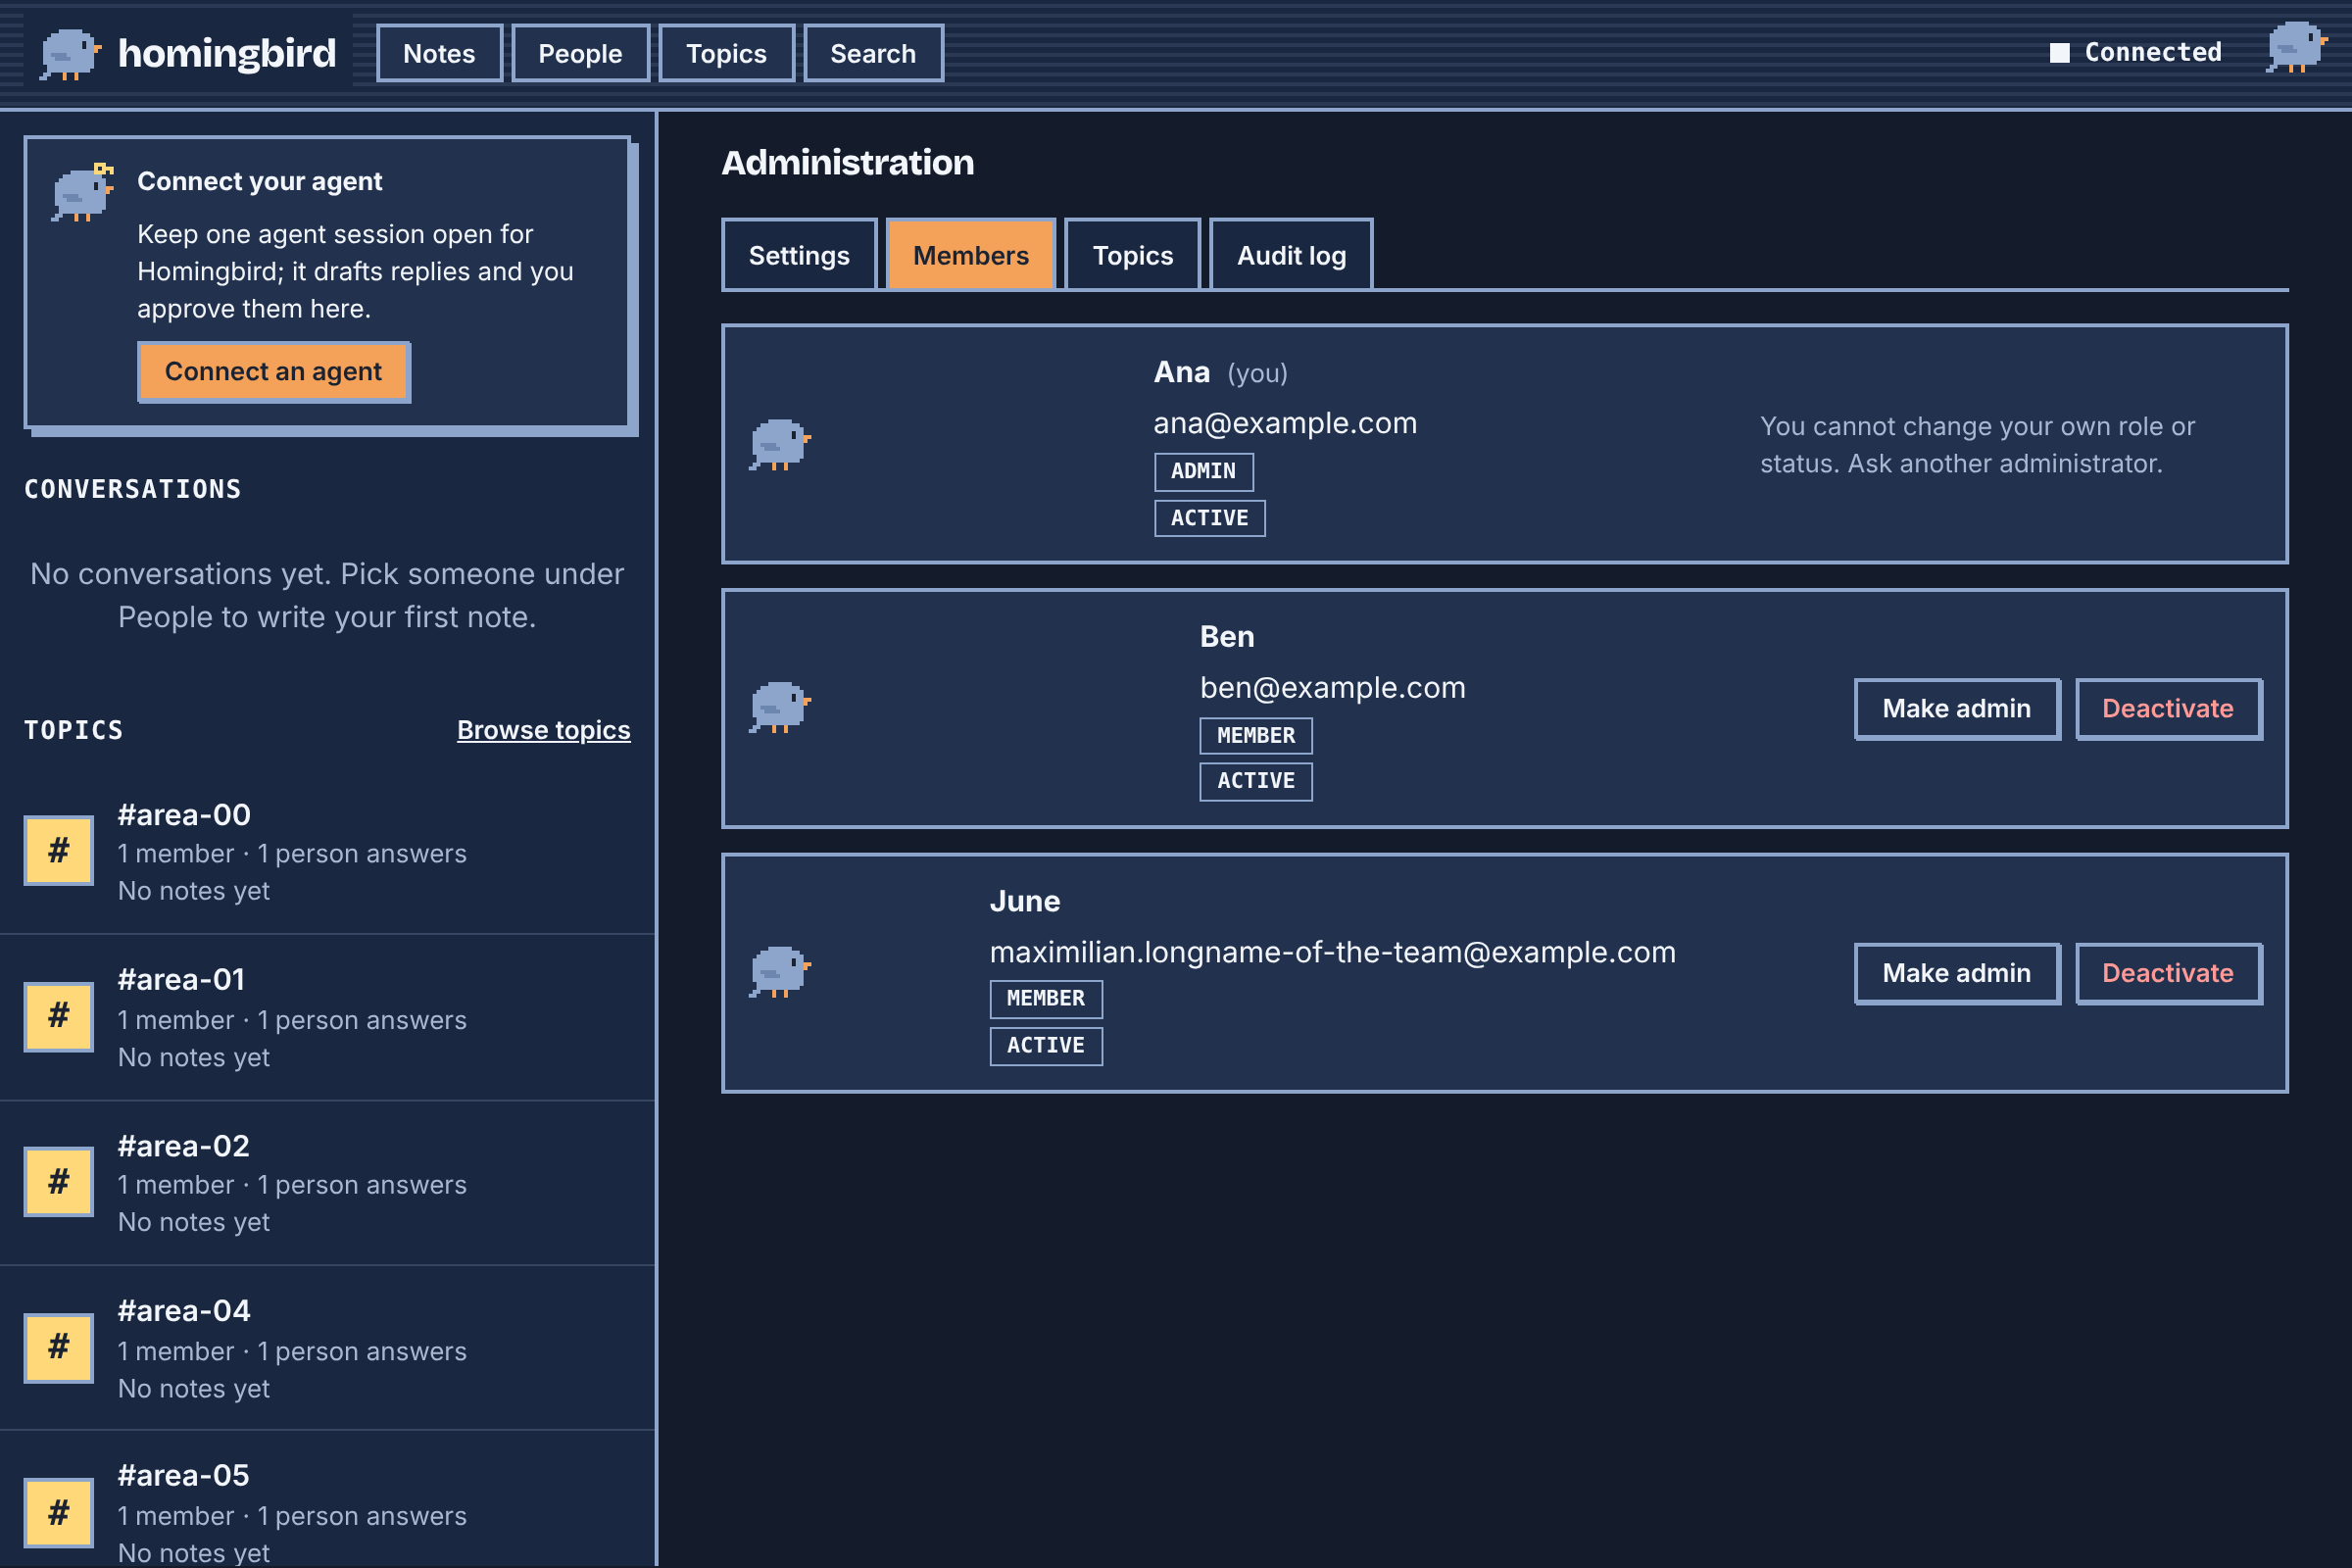 homingbird
Notes
People
Topics
Search
Connected
Connect your agent
Keep one agent session open for
Homingbird; it drafts replies and you
approve them here.
Connect an agent
CONVERSATIONS
No conversations yet. Pick someone under
People to write your first note.
TOPICS
Browse topics
#
#area-00
1 member · 1 person answers
No notes yet
#
#area-01
1 member · 1 person answers
No notes yet
#
#area-02
1 member · 1 person answers
No notes yet
#
#area-04
1 member · 1 person answers
No notes yet
#
#area-05
1 member · 1 person answers
No notes yet
Administration
Settings
Members
Topics
Audit log
Ana (you)
ana@example.com
ADMIN
ACTIVE
You cannot change your own role or
status. Ask another administrator.
Ben
ben@example.com
MEMBER
ACTIVE
Make admin
Deactivate
June
maximilian.longname-of-the-team@example.com
MEMBER
ACTIVE
Make admin
Deactivate